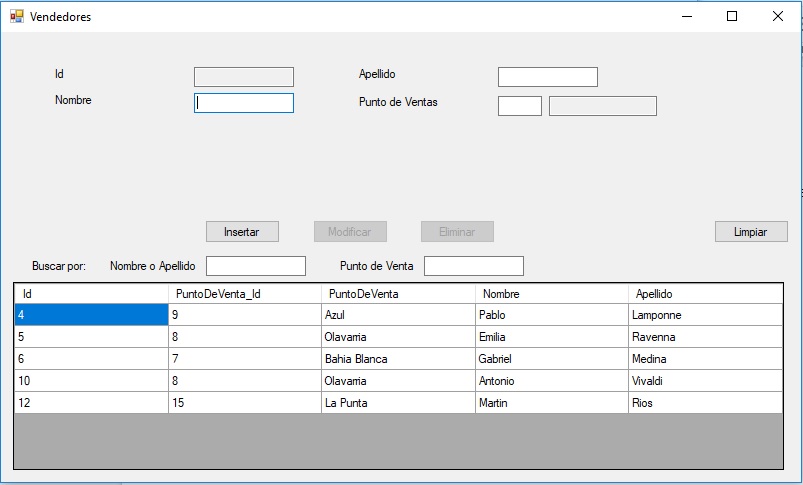 Vendedores
Id Apellido
Nombre Punto de Ventas
Insertar Modificar Eliminar Limpiar
Buscar por: Nombre o Apellido Punto de Venta
Id PuntoDeVenta_Id PuntoDeVenta Nombre Apellido
4 9 Azul Pablo Lamponne
5 8 Olavarria Emilia Ravenna
6 7 Bahia Blanca Gabriel Medina
10 8 Olavarria Antonio Vivaldi
12 15 La Punta Martin Rios